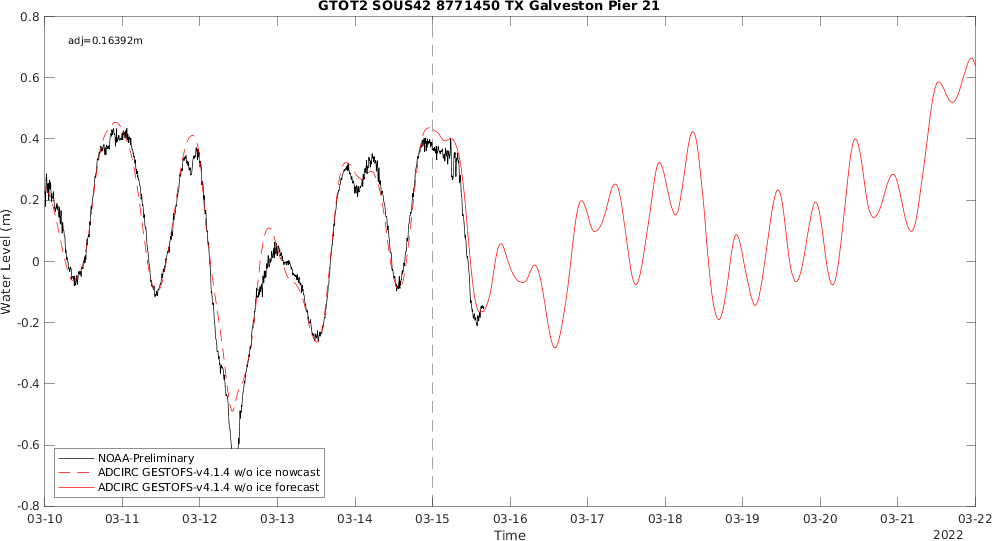 GTOT2 SOUS42 8771450 TX Galveston Pier 21
adj=0.16392m
0.8
0.6
0.4
0.2
0
-0.2
-0.4
-0.6
-0.8
Water Level (m)
NOAA-Preliminary
ADCIRC GESTOFS-v4.1.4 w/o ice nowcast
ADCIRC GESTOFS-v4.1.4 w/o ice forecast
03-10 03-11 03-12 03-13 03-14 03-15 03-16 03-17 03-18 03-19 03-20 03-21 03-22
Time
2022